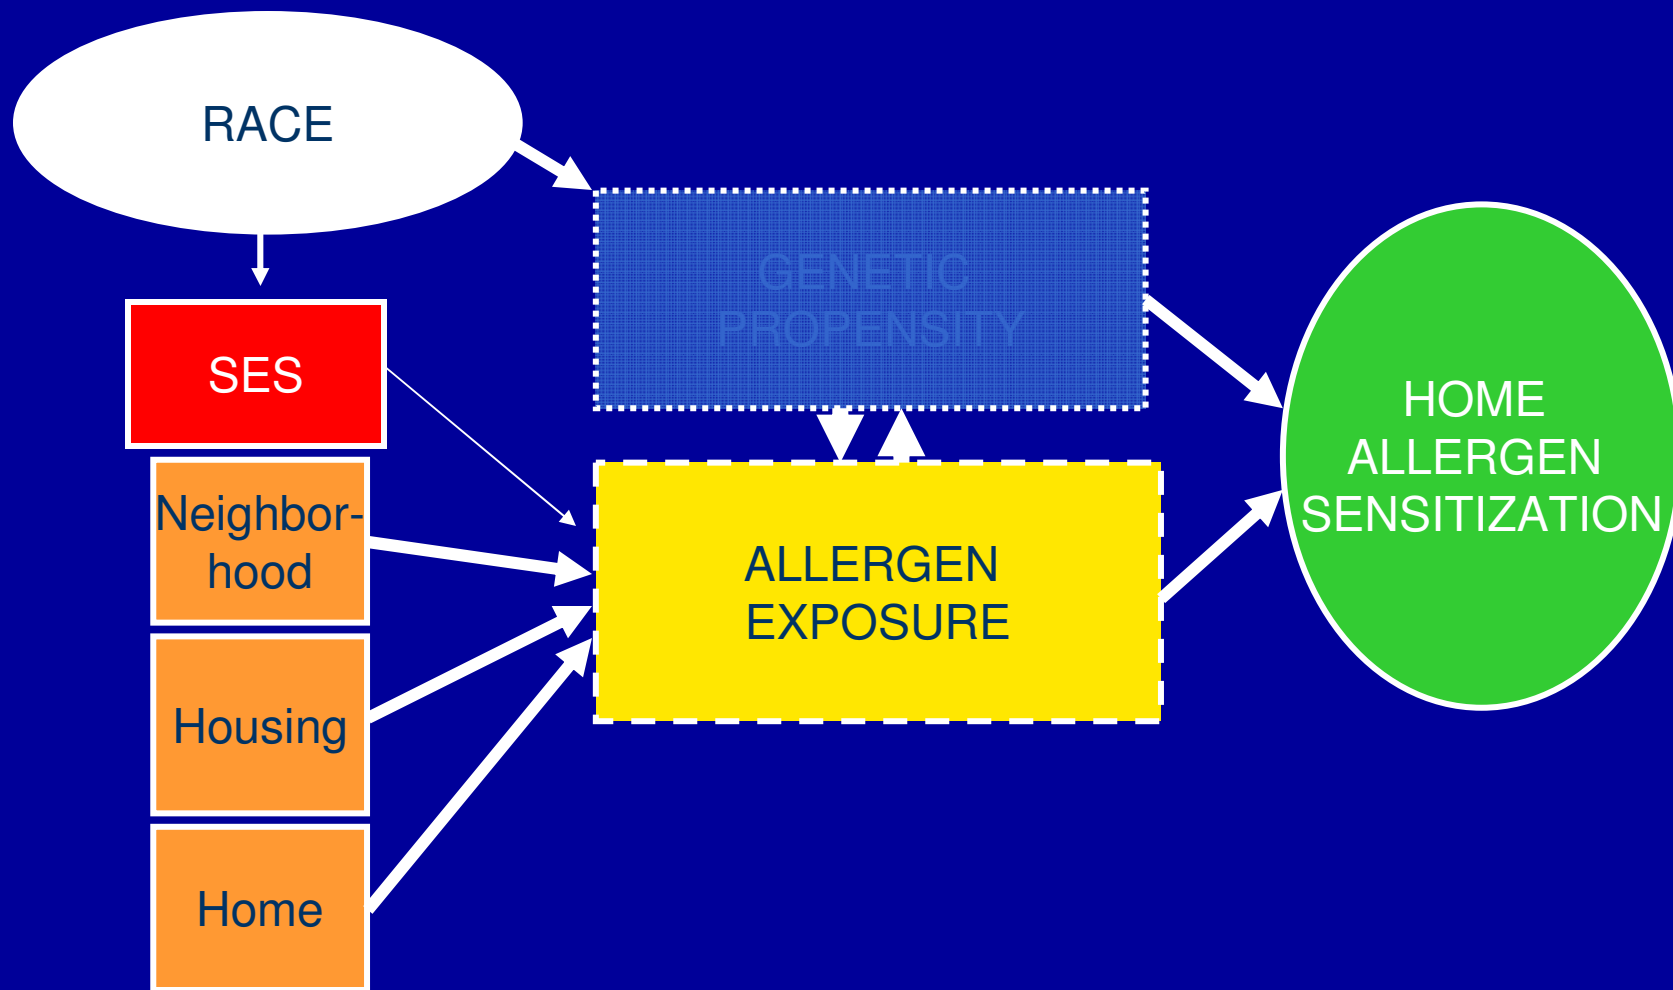 RACE
GENETIC
PROPENSITY
SES
HOME
ALLERGEN
SENSITIZATION
Neighbor-
hood
ALLERGEN
EXPOSURE
Housing
Home